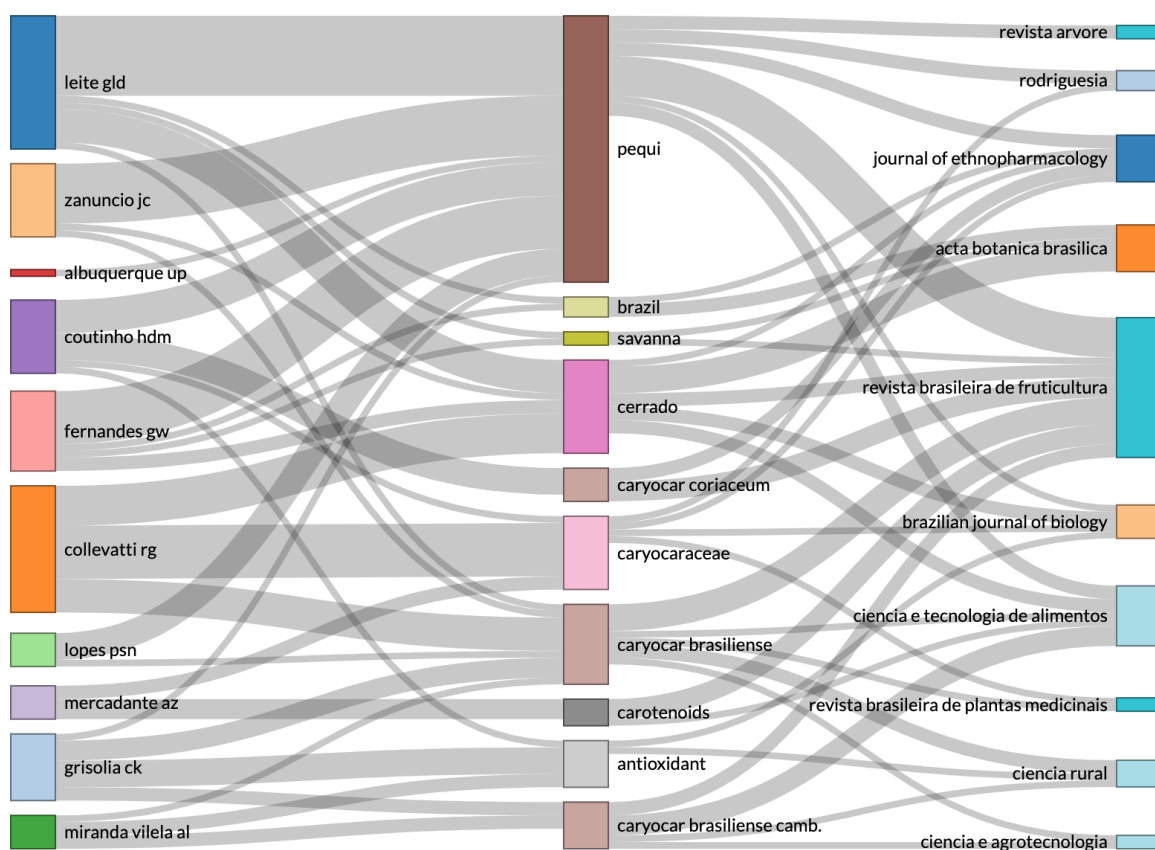 leite gld
zanuncio jc
albuquerque up
coutinho hdm
fernandes gw
collevatti rg
lopes psn
mercadante az
grisolia ck
miranda vilela al
pequi
brazil
savanna
cerrado
caryocar coriaceum
caryocaraceae
caryocar brasiliense
carotenoids
antioxidant
caryocar brasiliense camb.
revista arvore
rodriguesia
journal of ethnopharmacology
acta botanica brasilica
revista brasileira de fruticultura
brazilian journal of biology
ciencia e tecnologia de alimentos
revista brasileira de plantas medicinais
ciencia rural
ciencia e agrotecnologia